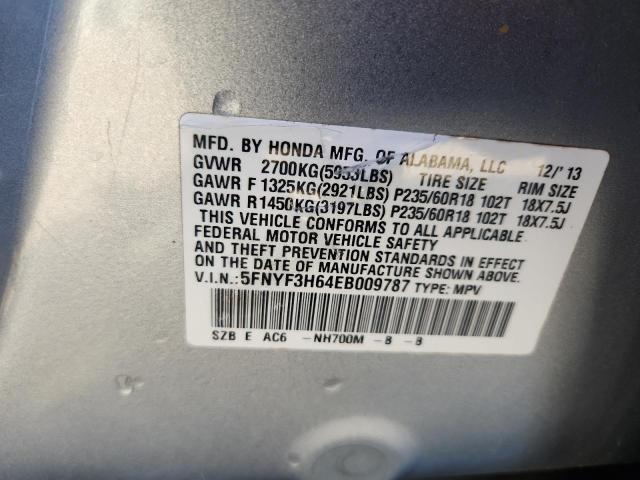 MFD. BY HONDA MFG. OF ALABAMA, LLC 12/'13
GVWR 2700KG(5953LBS) TIRE SIZE RIM SIZE
GAWR F 1325KG(2921LBS) P235/60R18 102T 18X7.5J
GAWR R1450KG(3197LBS) P235/60R18 102T 18X7.5J
THIS VEHICLE CONFORMS TO ALL APPLICABLE
FEDERAL MOTOR VEHICLE SAFETY
AND THEFT PREVENTION STANDARDS IN EFFECT
ON THE DATE OF MANUFACTURE SHOWN ABOVE.
V.I.N.: 5FNYF3H64EB009787 TYPE: MPV
SZB E AC6 -NH700M -B -B